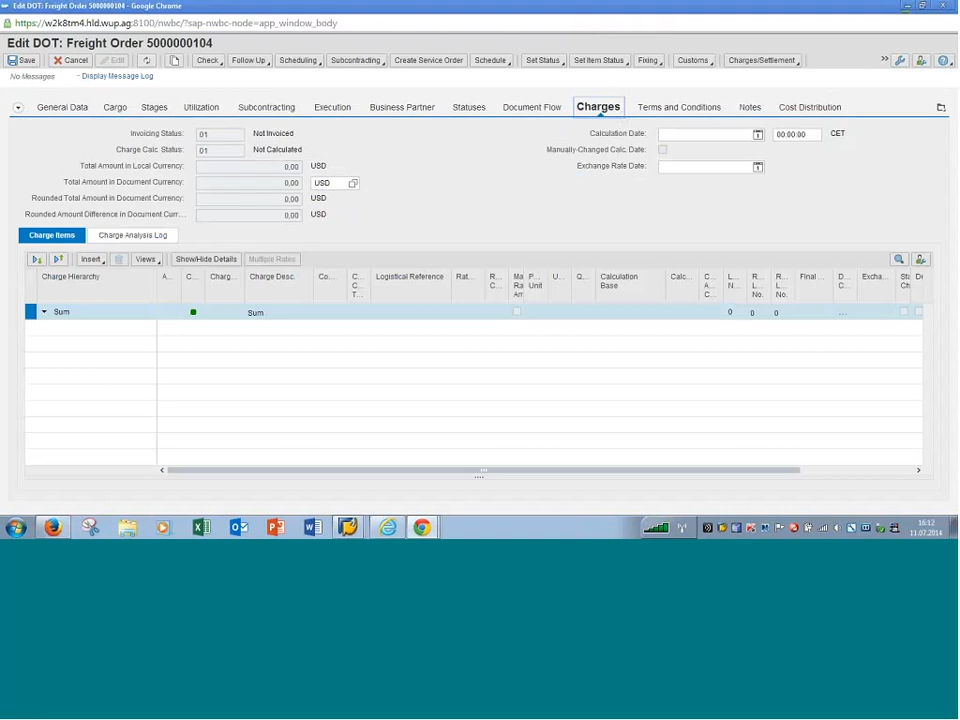 Edit DOT: Freight Order 5000000104 - Google Chrome
https://w2k8tm4.hld.wup.ag:8100/nwbc/?sap-nwbc-node=app_window_body
Edit DOT: Freight Order 5000000104
Save Cancel Edit Check Follow Up Scheduling Subcontracting Create Service Order Schedule Set Status Set Item Status Fixing Customs Charges/Settlement
No Messages - Display Message Log
General Data Cargo Stages Utilization Subcontracting Execution Business Partner Statuses Document Flow Charges Terms and Conditions Notes Cost Distribution
Invoicing Status: 01 Not Invoiced Calculation Date: 00:00:00 CET
Charge Calc. Status: 01 Not Calculated Manually-Changed Calc. Date:
Total Amount in Local Currency: 0,00 USD Exchange Rate Date:
Total Amount in Document Currency: 0,00 USD
Rounded Total Amount in Document Currency: 0,00 USD
Rounded Amount Difference in Document Curr... 0,00 USD
Charge Items Charge Analysis Log
Insert Views Show/Hide Details Multiple Rates
Charge Hierarchy A... C... Charg... Charge Desc. Co... C... Logistical Reference Rat... R... Ma P... U... Q... Calculation Calc... C... L... R... R... Final ... D... Excha...
C... C... Ra Unit Base A... N... L... L... C...
T... Am C... No. No.
Sum Sum 0 0 0 ...
16:12
11.07.2014